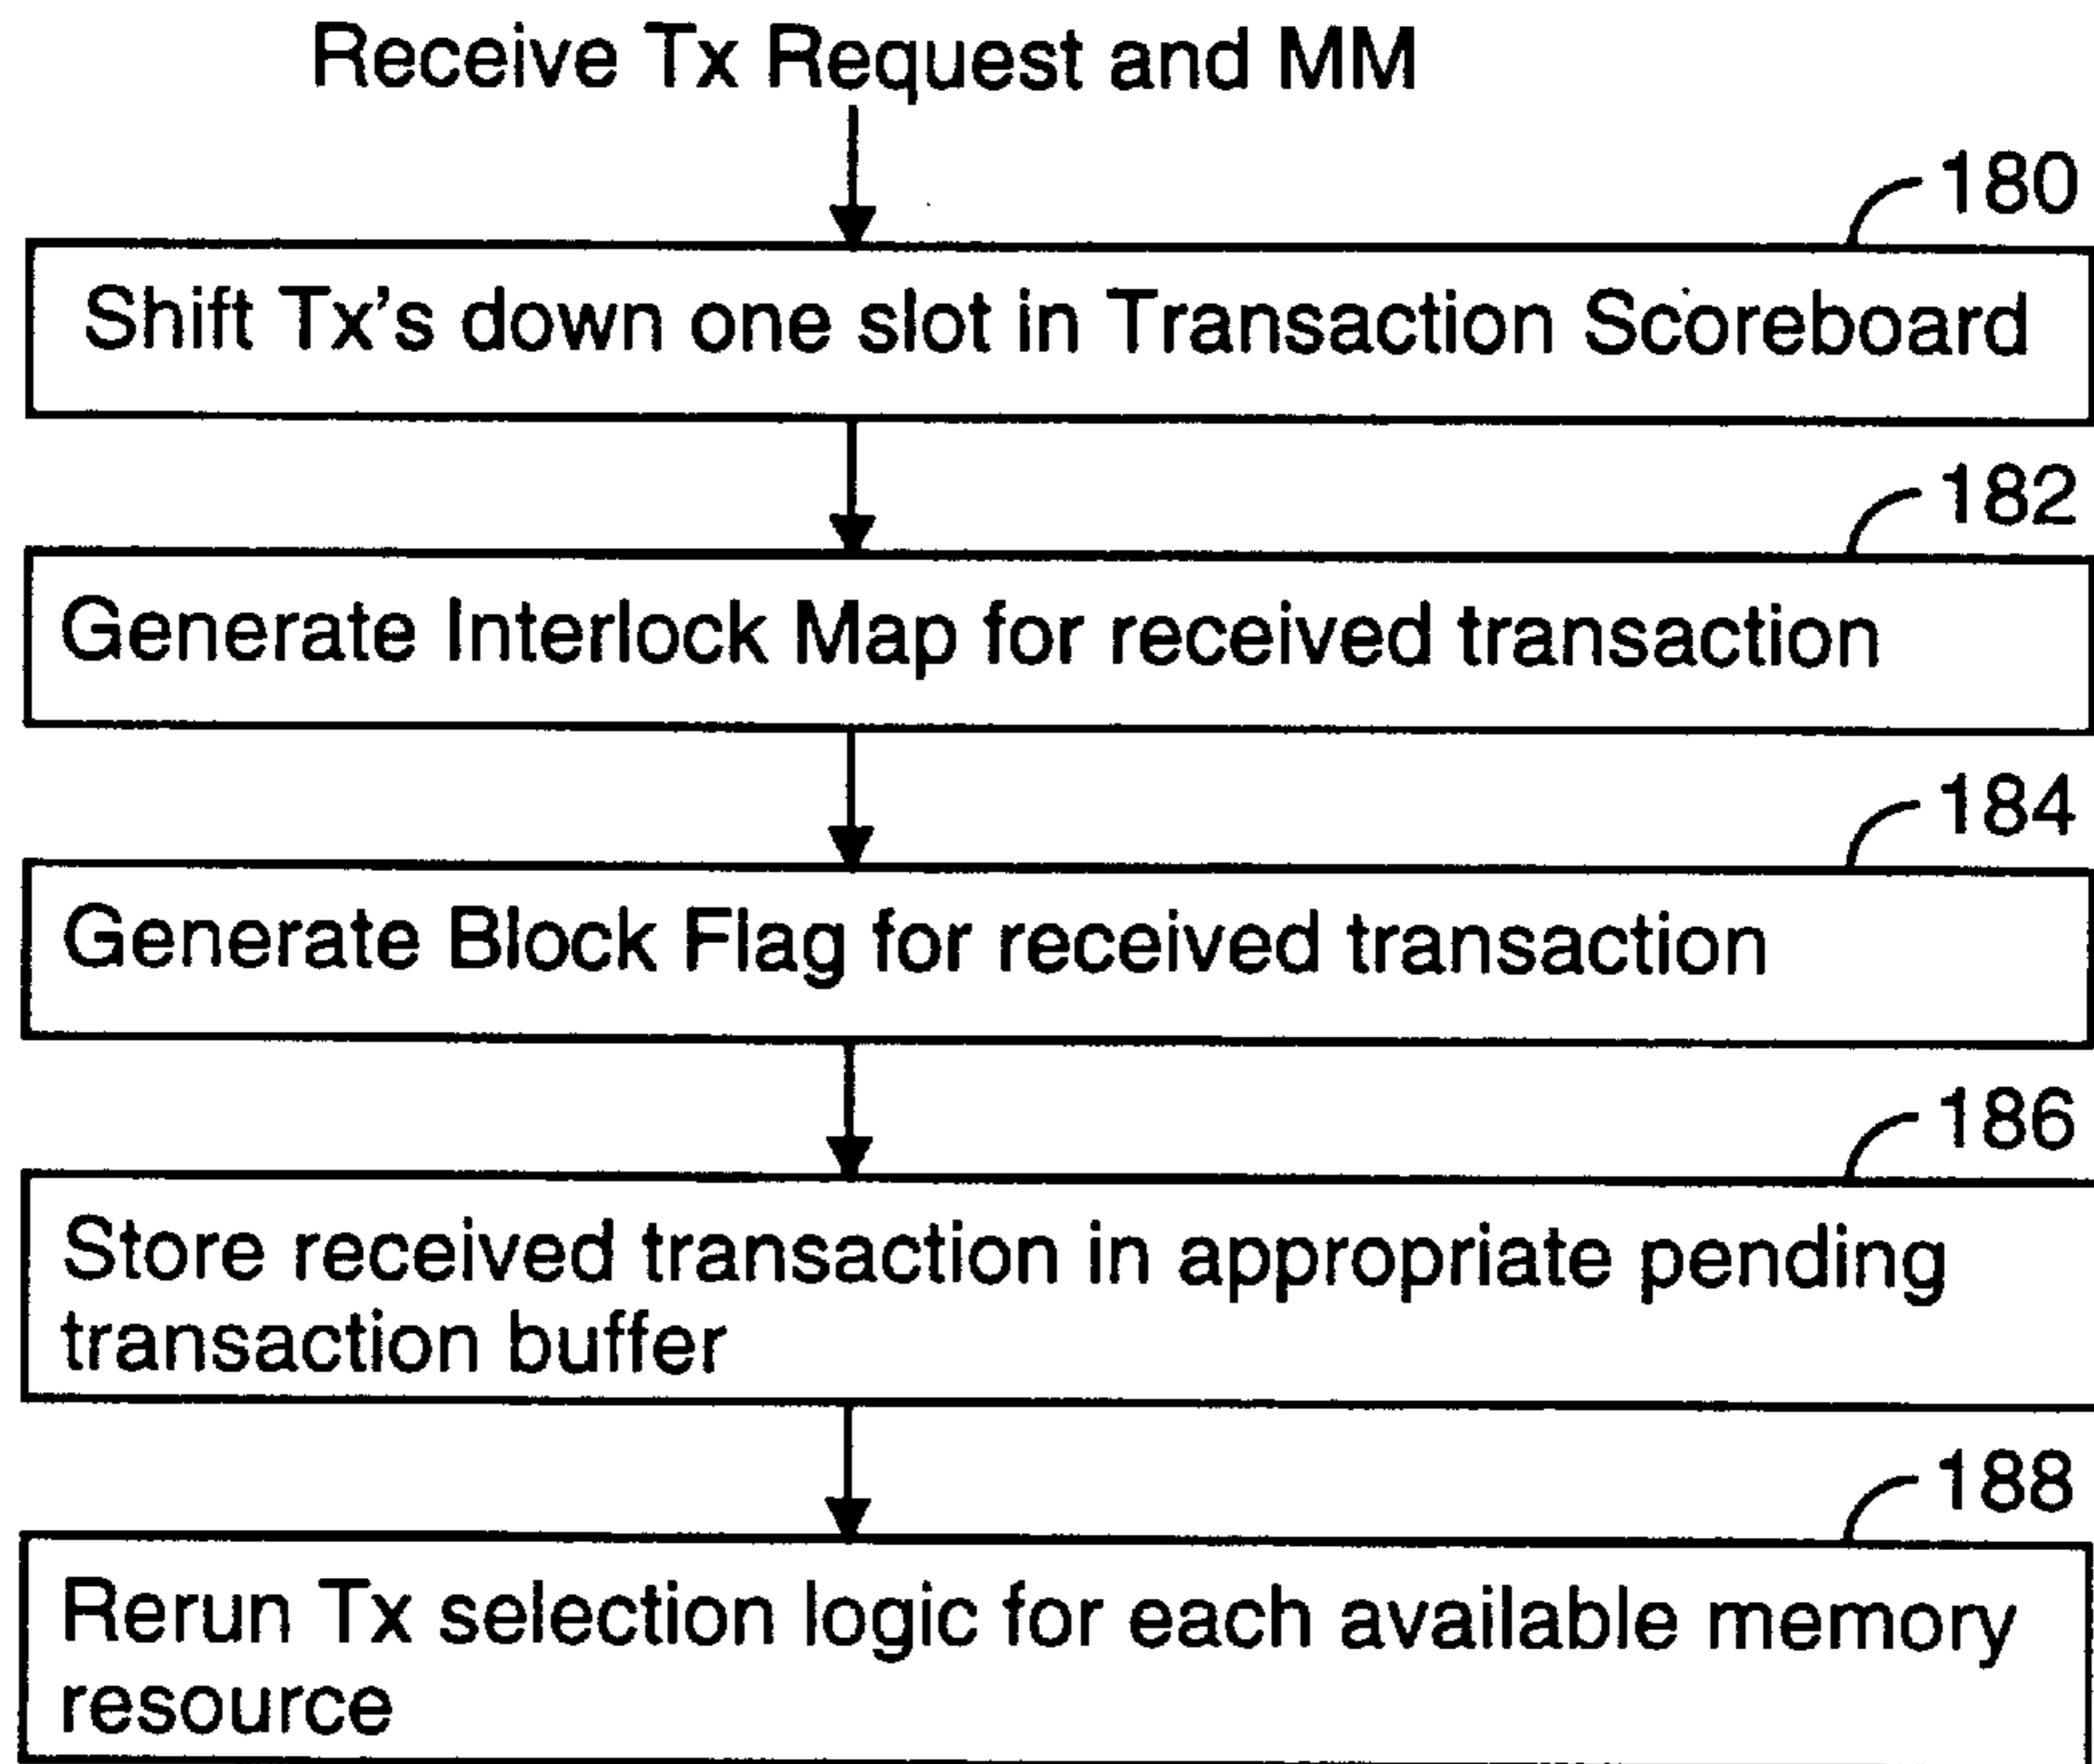 Receive Tx Request and MM
180
Shift Tx's down one slot in Transaction Scoreboard
182
Generate Interlock Map for received transaction
184
Generate Block Flag for received transaction
186
Store received transaction in appropriate pending
transaction buffer
188
Rerun Tx selection logic for each available memory
resource